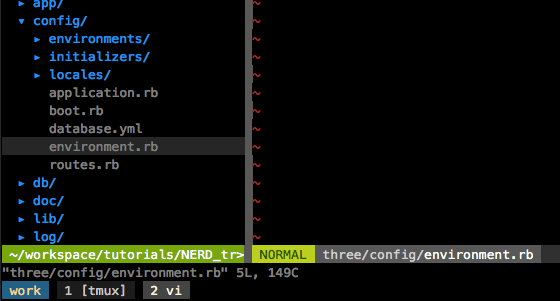 ▸ app/
▾ config/
▸ environments/
▸ initializers/
▸ locales/
application.rb
boot.rb
database.yml
environment.rb
routes.rb
▸ db/
▸ doc/
▸ lib/
▸ log/
~
~
~
~
~
~
~
~
~
~
~
~
~
~
~/workspace/tutorials/NERD_tr> NORMAL three/config/environment.rb
"three/config/environment.rb" 5L, 149C
work 1 [tmux] 2 vi